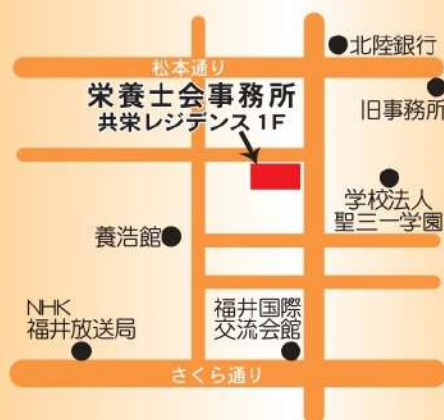 北陸銀行
松本通り
栄養士会事務所
共栄レジデンス1F
旧事務所
学校法人
聖三一学園
養浩館
NHK
福井放送局
福井国際
交流会館
さくら通り